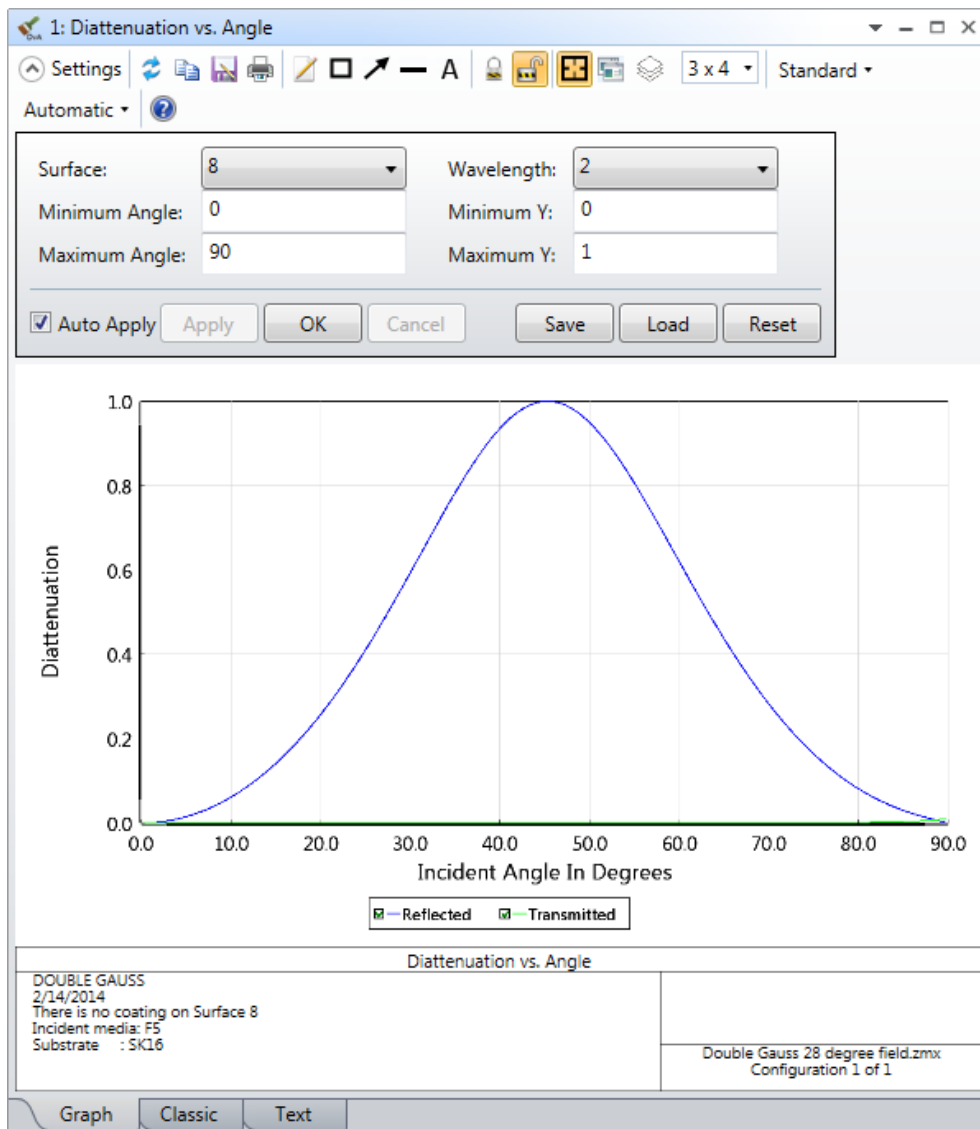 1: Diattenuation vs. Angle
Settings A 3 x 4 Standard
Automatic ?
Surface: 8 Wavelength: 2
Minimum Angle: 0 Minimum Y: 0
Maximum Angle: 90 Maximum Y: 1
Auto Apply Apply OK Cancel Save Load Reset
1.0
0.8
0.6
0.4
0.2
0.0
Diattenuation
0.0 10.0 20.0 30.0 40.0 50.0 60.0 70.0 80.0 90.0
Incident Angle In Degrees
Reflected Transmitted
Diattenuation vs. Angle
DOUBLE GAUSS
2/14/2014
There is no coating on Surface 8
Incident media: F5
Substrate : SK16
Double Gauss 28 degree field.zmx
Configuration 1 of 1
Graph Classic Text